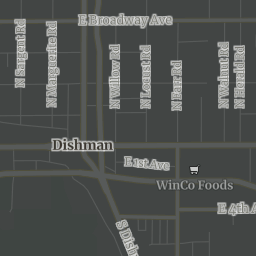 E Broadway Ave
N Sargent Rd
N Marguerite Rd
N Willow Rd
N Locust Rd
N Farr Rd
N Walnut Rd
N Herald Rd
Dishman
E 1st Ave
WinCo Foods
E 4th A
S Dish